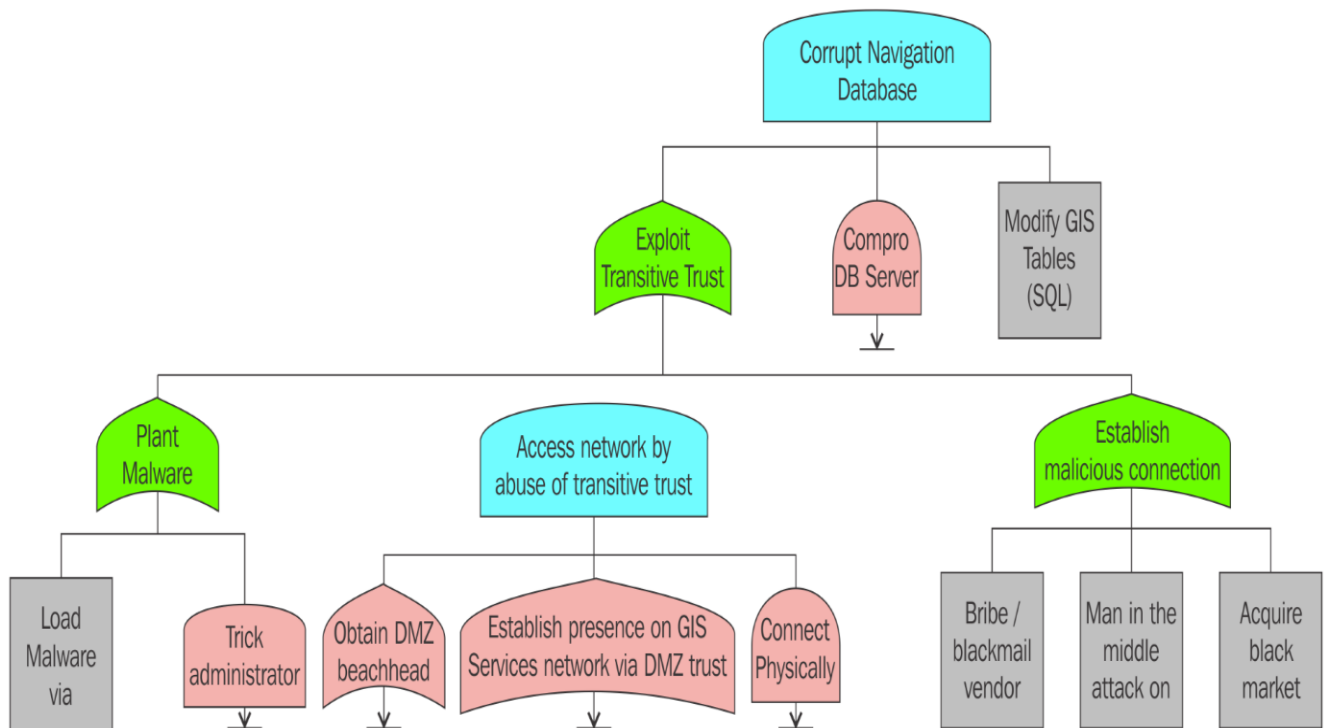 Corrupt Navigation
Database
Exploit
Transitive Trust
Compro
DB Server
Modify GIS
Tables
(SQL)
Plant
Malware
Access network by
abuse of transitive trust
Establish
malicious connection
Load
Malware
via
Trick
administrator
Obtain DMZ
beachhead
Establish presence on GIS
Services network via DMZ trust
Connect
Physically
Bribe /
blackmail
vendor
Man in the
middle
attack on
Acquire
black
market